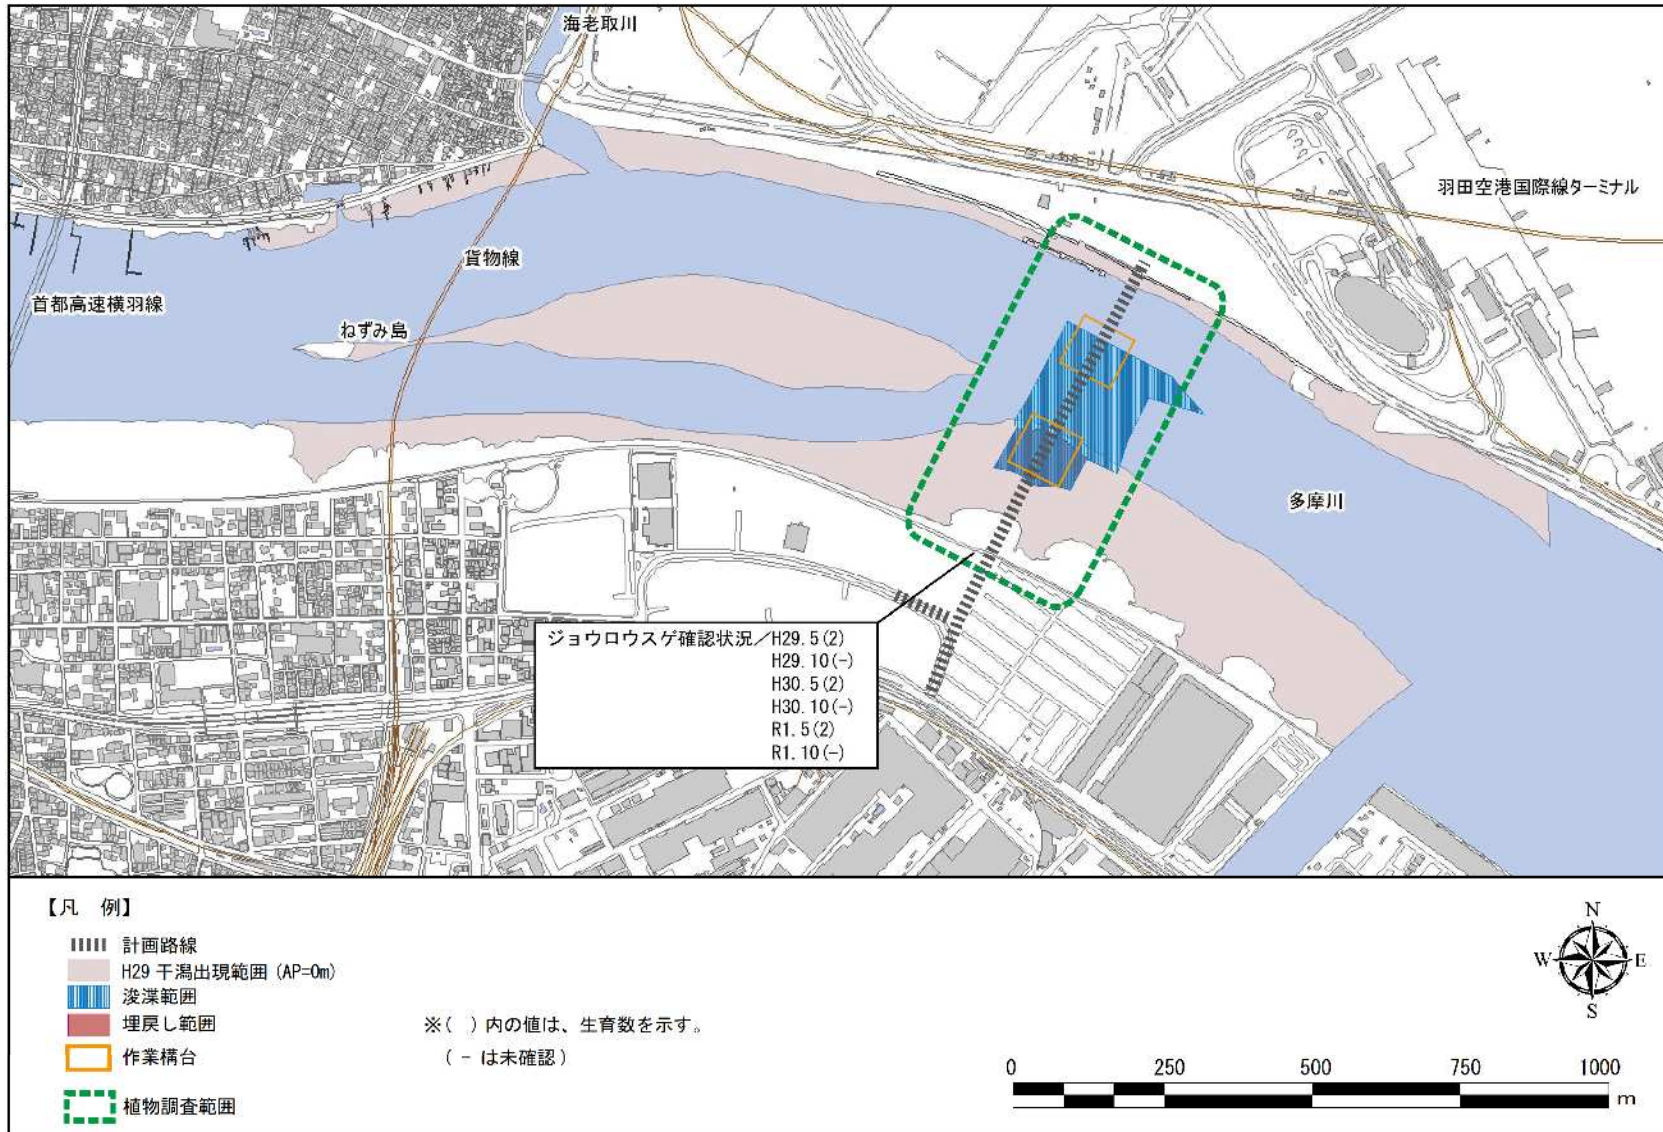 海老取川
羽田空港国際線ターミナル
貨物線
首都高速横羽線
ねずみ島
多摩川
ジョウロウスゲ確認状況／H29.5(2)
H29.10(-)
H30.5(2)
H30.10(-)
R1.5(2)
R1.10(-)
【凡　例】
計画路線
H29 干潟出現範囲 (AP=0m)
浚渫範囲
埋戻し範囲
作業構台
植物調査範囲
※(　) 内の値は、生育数を示す。
( - は未確認 )
N
W E
S
0 250 500 750 1000
m